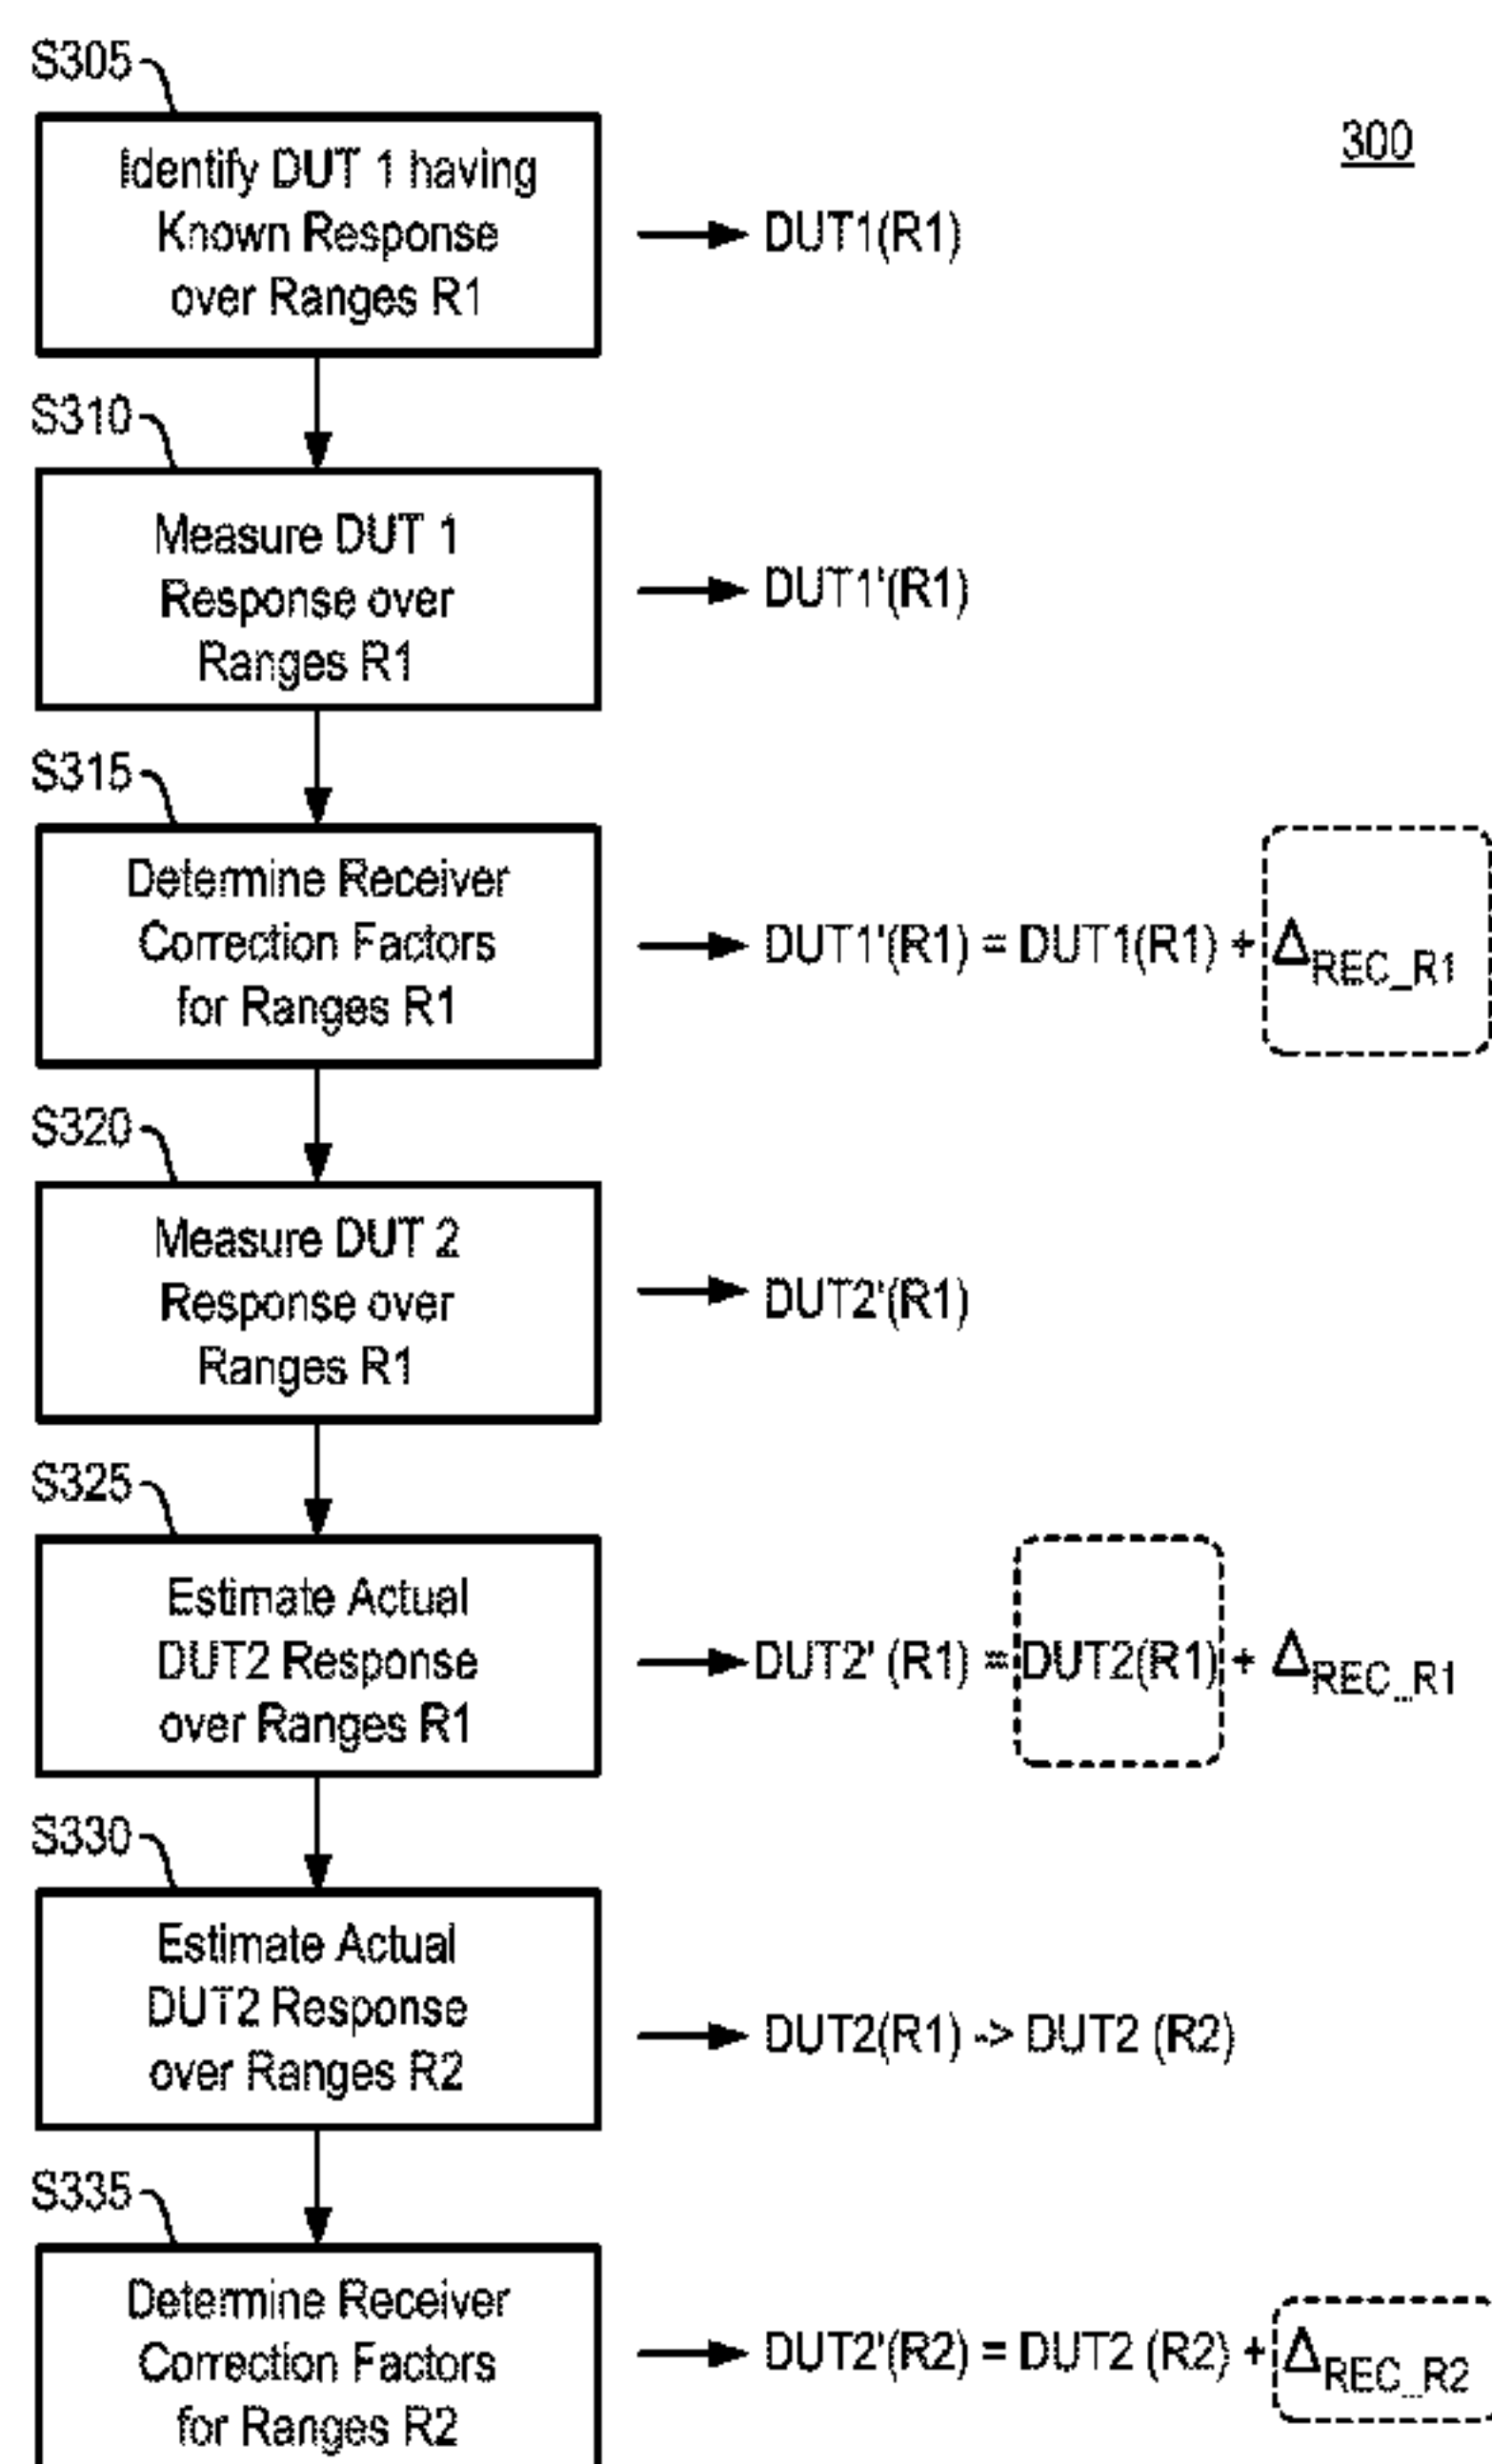 S305
300
Identify DUT 1 having
Known Response
over Ranges R1
DUT1(R1)
S310
Measure DUT 1
Response over
Ranges R1
DUT1'(R1)
S315
Determine Receiver
Correction Factors
for Ranges R1
DUT1'(R1) = DUT1(R1) + Δ_REC_R1
S320
Measure DUT 2
Response over
Ranges R1
DUT2'(R1)
S325
Estimate Actual
DUT2 Response
over Ranges R1
DUT2' (R1) = DUT2(R1) + Δ_REC_R1
S330
Estimate Actual
DUT2 Response
over Ranges R2
DUT2(R1) -> DUT2 (R2)
S335
Determine Receiver
Correction Factors
for Ranges R2
DUT2'(R2) = DUT2 (R2) + Δ_REC_R2